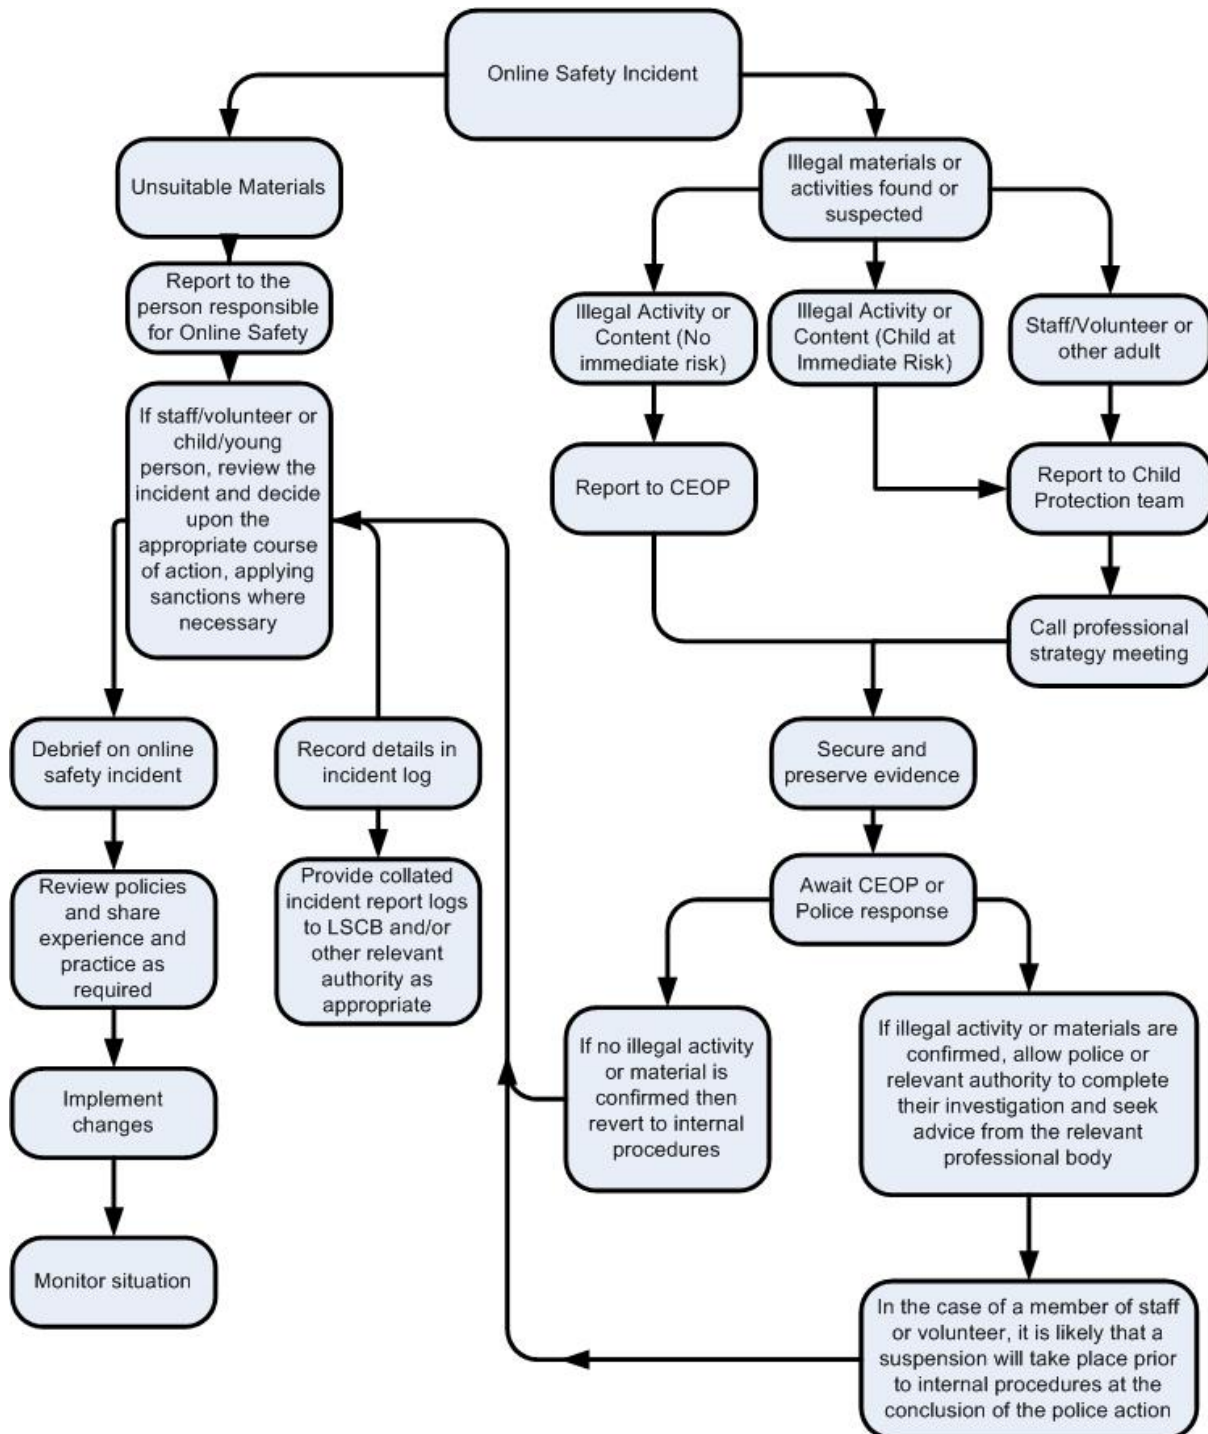 Online Safety Incident
Unsuitable Materials
Illegal materials or
activities found or
suspected
Report to the
person responsible
for Online Safety
Illegal Activity or
Content (No
immediate risk)
Illegal Activity or
Content (Child at
Immediate Risk)
Staff/Volunteer or
other adult
If staff/volunteer or
child/young
person, review the
incident and decide
upon the
appropriate course
of action, applying
sanctions where
necessary
Report to CEOP
Report to Child
Protection team
Call professional
strategy meeting
Debrief on online
safety incident
Record details in
incident log
Secure and
preserve evidence
Review policies
and share
experience and
practice as
required
Provide collated
incident report logs
to LSCB and/or
other relevant
authority as
appropriate
Await CEOP or
Police response
If no illegal activity
or material is
confirmed then
revert to internal
procedures
If illegal activity or materials are
confirmed, allow police or
relevant authority to complete
their investigation and seek
advice from the relevant
professional body
Implement
changes
Monitor situation
In the case of a member of staff
or volunteer, it is likely that a
suspension will take place prior
to internal procedures at the
conclusion of the police action